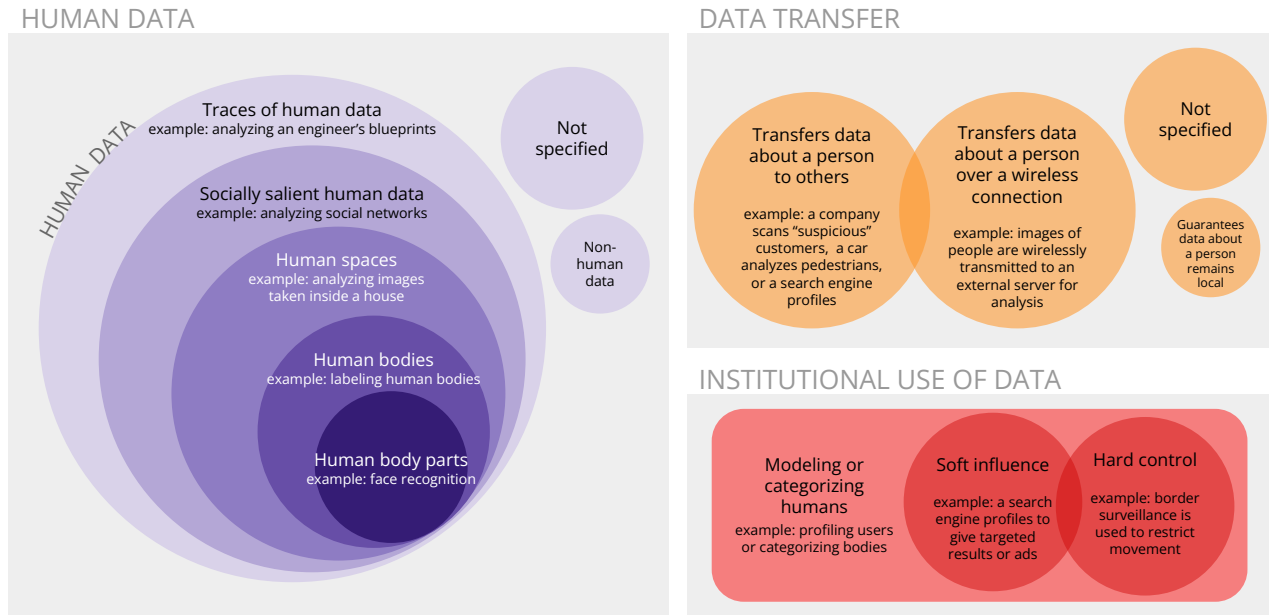 HUMAN DATA
HUMAN DATA
Traces of human data
example: analyzing an engineer’s blueprints
Socially salient human data
example: analyzing social networks
Human spaces
example: analyzing images
taken inside a house
Human bodies
example: labeling human bodies
Human body parts
example: face recognition
Not
specified
Non-
human
data
DATA TRANSFER
Transfers data
about a person
to others
example: a company
scans “suspicious”
customers, a car
analyzes pedestrians,
or a search engine
profiles
Transfers data
about a person
over a wireless
connection
example: images of
people are wirelessly
transmitted to an
external server for
analysis
Not
specified
Guarantees
data about
a person
remains
local
INSTITUTIONAL USE OF DATA
Modeling or
categorizing
humans
example: profiling users
or categorizing bodies
Soft influence
example: a search
engine profiles to
give targeted
results or ads
Hard control
example: border
surveillance is
used to restrict
movement